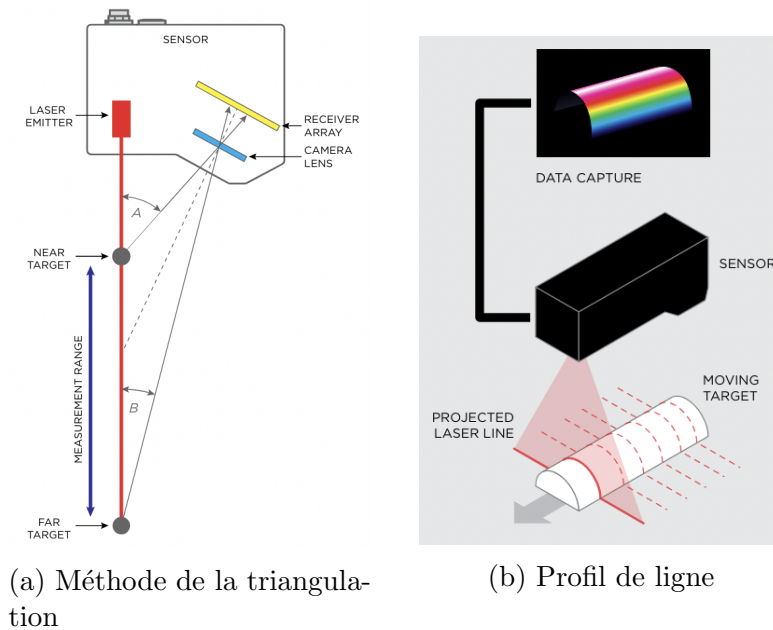 SENSOR
LASER
EMITTER
RECEIVER
ARRAY
CAMERA
LENS
A
NEAR
TARGET
MEASUREMENT RANGE
B
FAR
TARGET
(a) Méthode de la triangula-
tion
DATA CAPTURE
SENSOR
MOVING
TARGET
PROJECTED
LASER LINE
(b) Profil de ligne